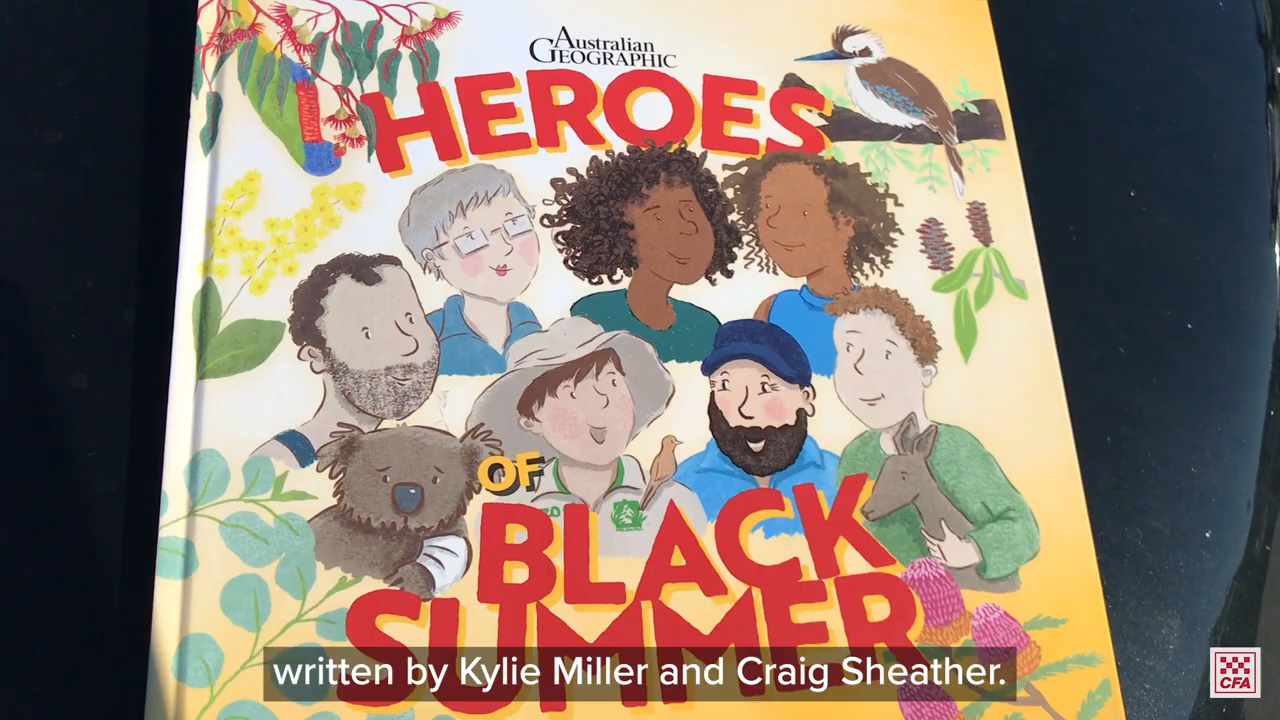 Australian
GEOGRAPHIC
HEROES
OF
BLACK
SUMMER
written by Kylie Miller and Craig Sheather.
CFA